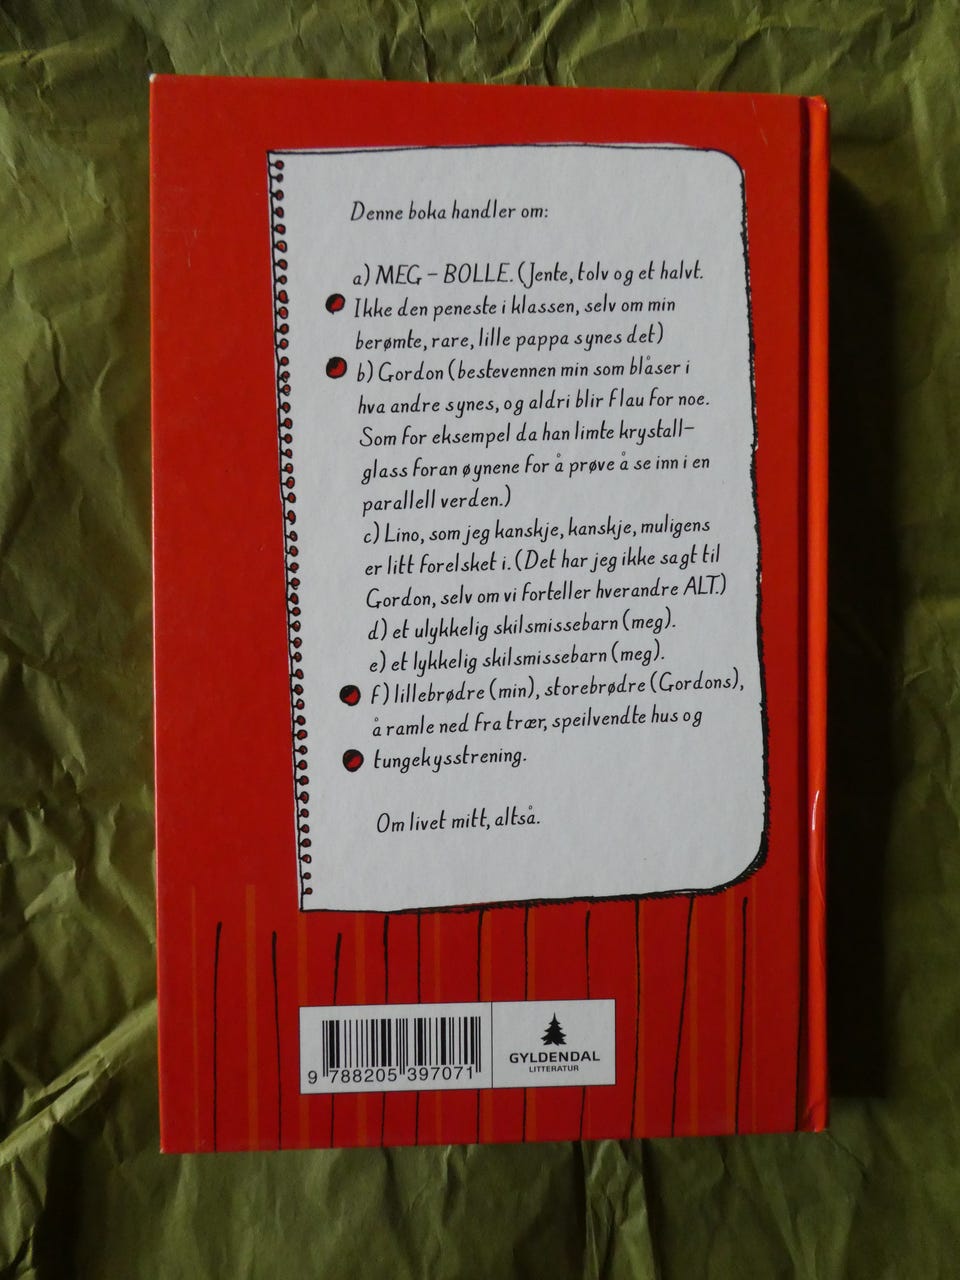 Denne boka handler om:
a) MEG – BOLLE. (Jente, tolv og et halvt.
Ikke den peneste i klassen, selv om min
berømte, rare, lille pappa synes det)
b) Gordon (bestevennen min som blåser i
hva andre synes, og aldri blir flau for noe.
Som for eksempel da han limte krystall-
glass foran øynene for å prøve å se inn i en
parallell verden.)
c) Lino, som jeg kanskje, kanskje, muligens
er litt forelsket i. (Det har jeg ikke sagt til
Gordon, selv om vi forteller hverandre ALT.)
d) et ulykkelig skilsmissebarn (meg).
e) et lykkelig skilsmissebarn (meg).
f) lillebrødre (min), storebrødre (Gordons),
å ramle ned fra trær, speilvendte hus og
tungekysstrening.
Om livet mitt, altså.
9 788205 397071
GYLDENDAL
LITTERATUR